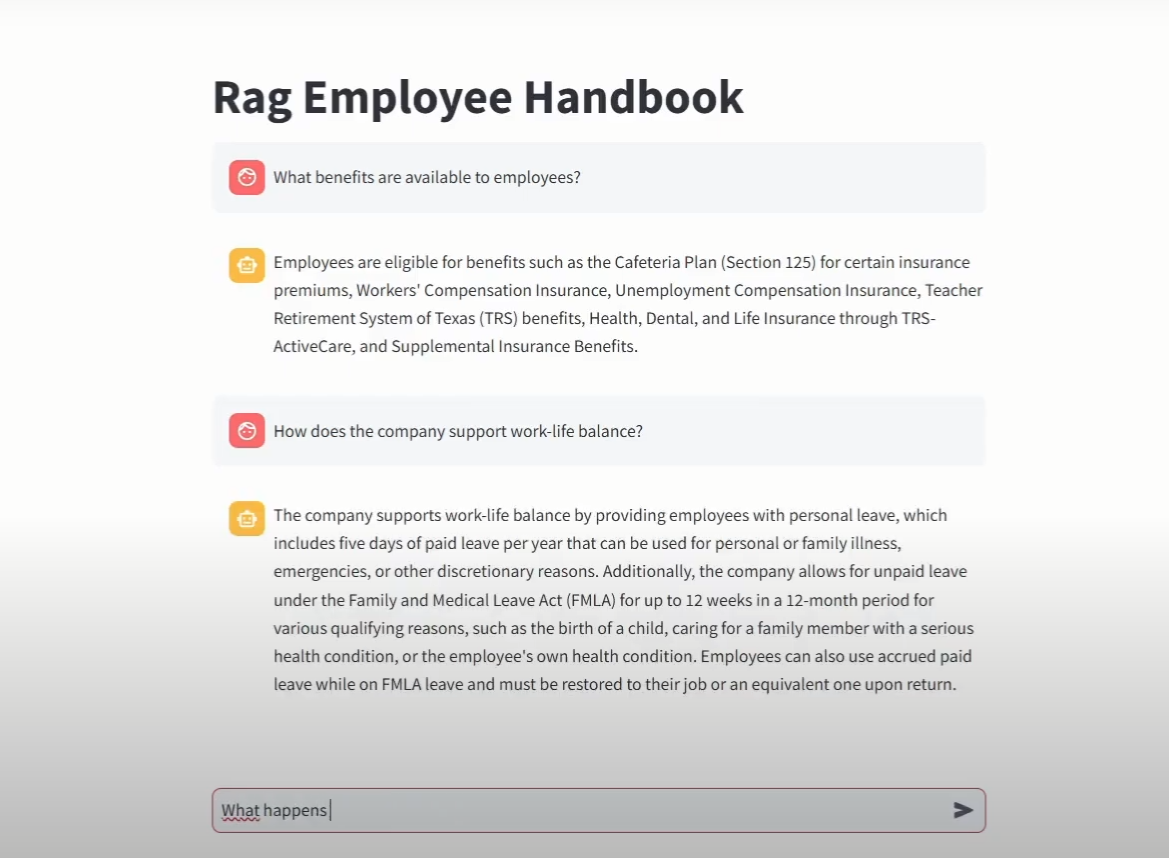 Rag Employee Handbook
What benefits are available to employees?
Employees are eligible for benefits such as the Cafeteria Plan (Section 125) for certain insurance
premiums, Workers' Compensation Insurance, Unemployment Compensation Insurance, Teacher
Retirement System of Texas (TRS) benefits, Health, Dental, and Life Insurance through TRS-
ActiveCare, and Supplemental Insurance Benefits.
How does the company support work-life balance?
The company supports work-life balance by providing employees with personal leave, which
includes five days of paid leave per year that can be used for personal or family illness,
emergencies, or other discretionary reasons. Additionally, the company allows for unpaid leave
under the Family and Medical Leave Act (FMLA) for up to 12 weeks in a 12-month period for
various qualifying reasons, such as the birth of a child, caring for a family member with a serious
health condition, or the employee's own health condition. Employees can also use accrued paid
leave while on FMLA leave and must be restored to their job or an equivalent one upon return.
What happens